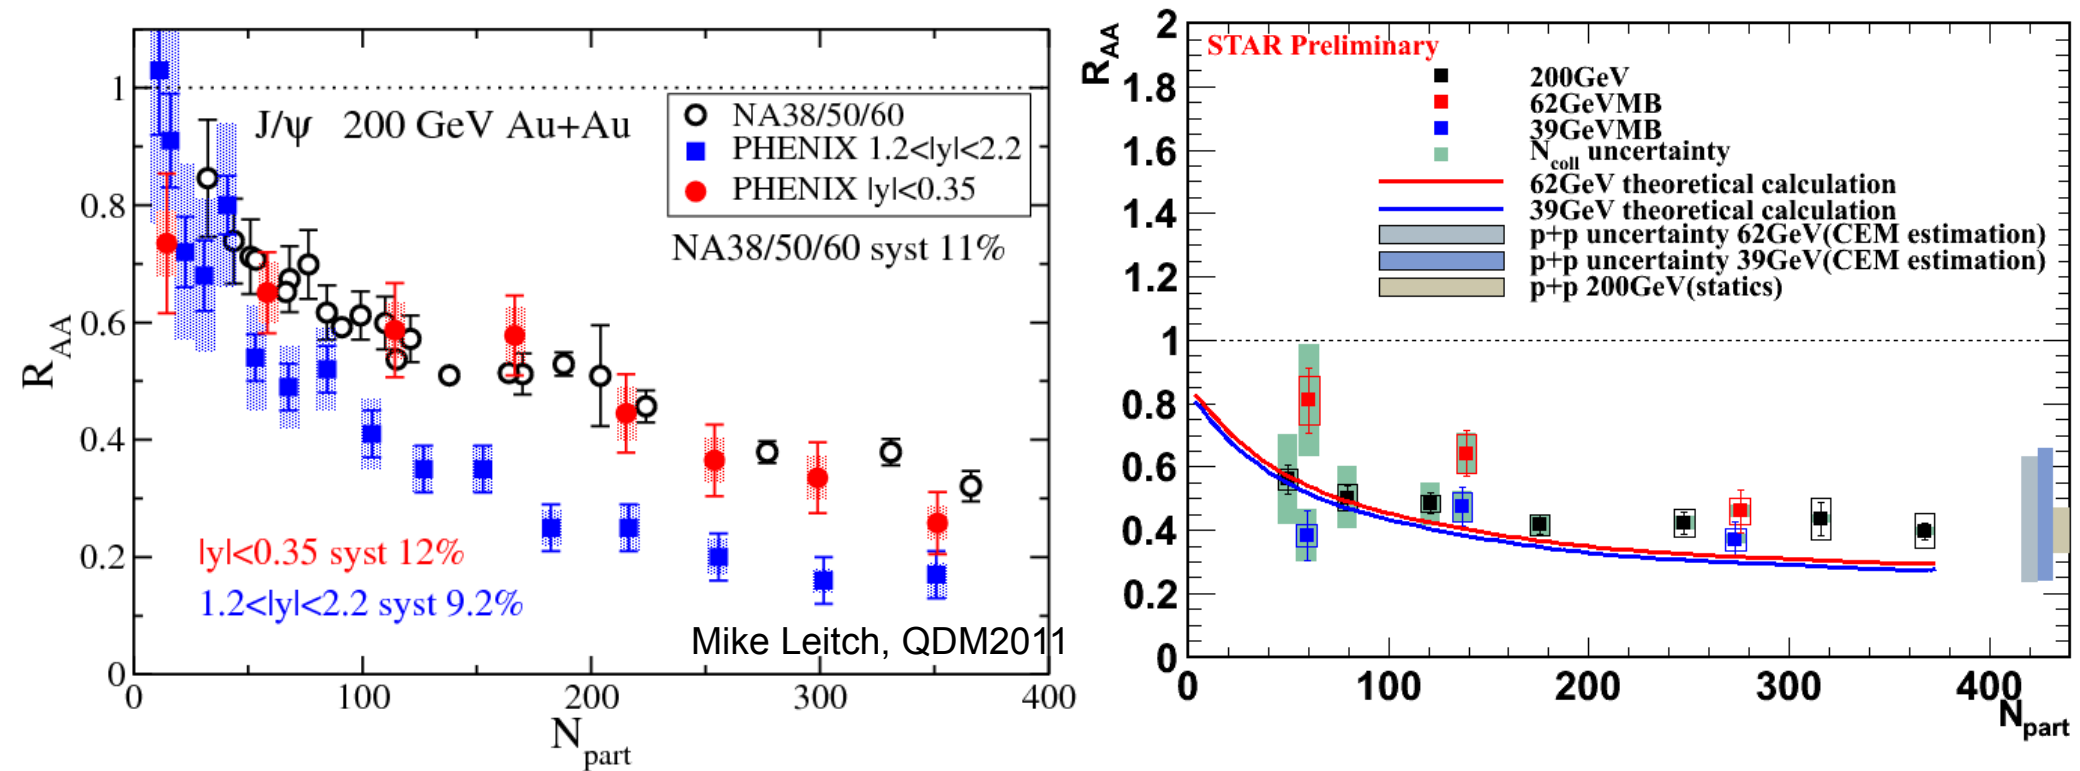 J/ψ 200 GeV Au+Au
NA38/50/60
PHENIX 1.2<|y|<2.2
PHENIX |y|<0.35
NA38/50/60 syst 11%
|y|<0.35 syst 12%
1.2<|y|<2.2 syst 9.2%
Mike Leitch, QDM2011
1
0.8
0.6
0.4
0.2
0
R_AA
0 100 200 300 400
N_part
R_AA
STAR Preliminary
200GeV
62GeVMB
39GeVMB
N_coll uncertainty
62GeV theoretical calculation
39GeV theoretical calculation
p+p uncertainty 62GeV(CEM estimation)
p+p uncertainty 39GeV(CEM estimation)
p+p 200GeV(statics)
2
1.8
1.6
1.4
1.2
1
0.8
0.6
0.4
0.2
0
0 100 200 300 400
N_part